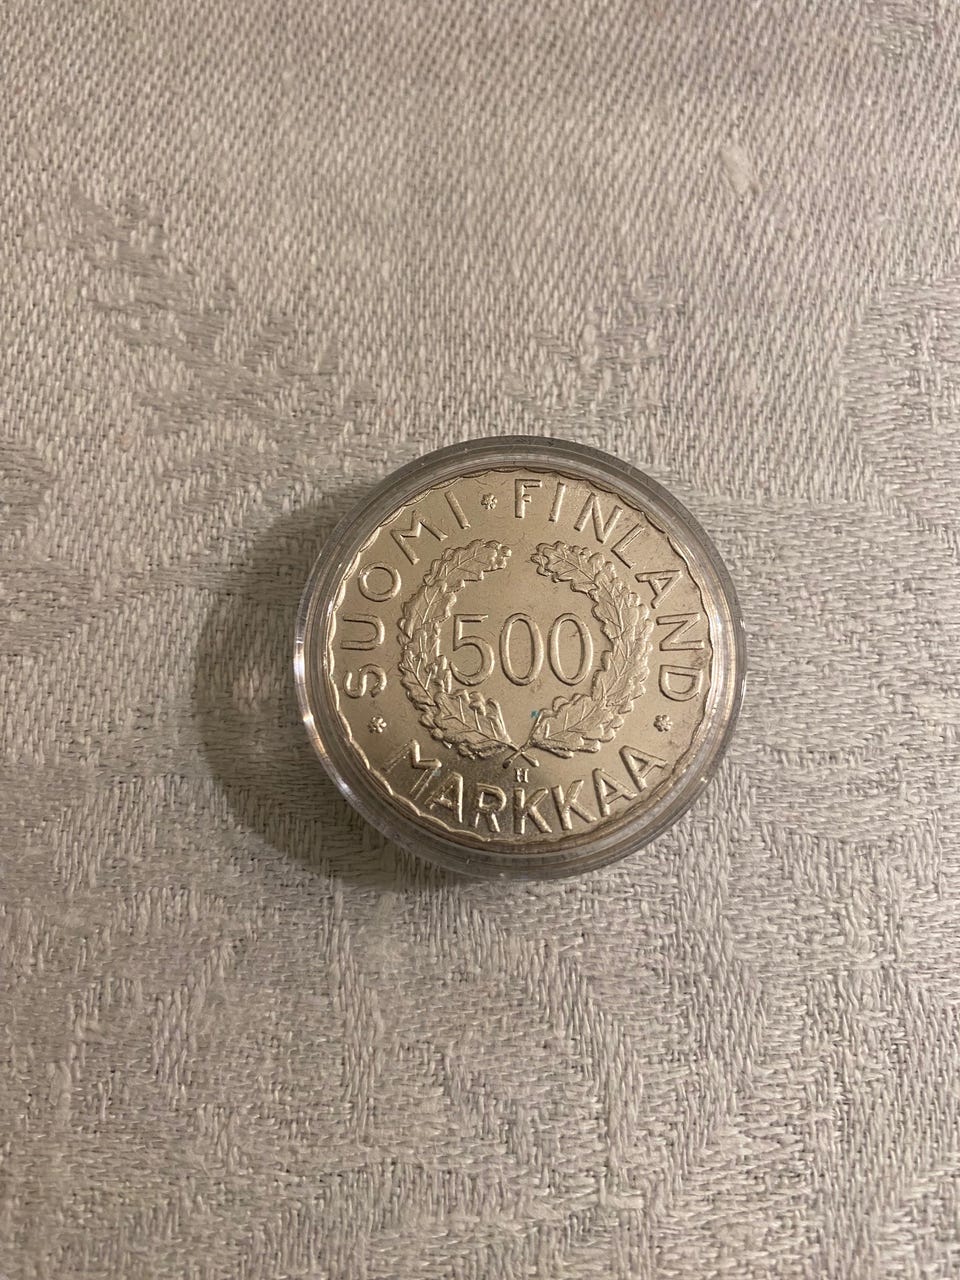 SUOMI * FINLAND
500
H
* MARKKAA *